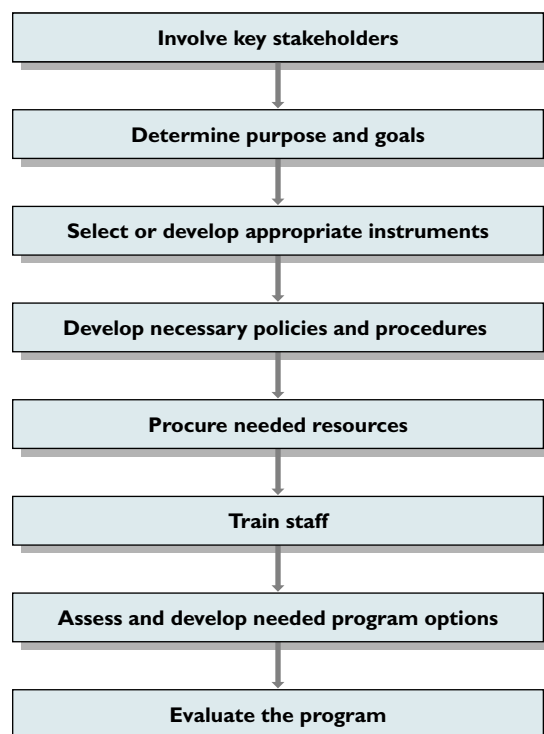 Involve key stakeholders
Determine purpose and goals
Select or develop appropriate instruments
Develop necessary policies and procedures
Procure needed resources
Train staff
Assess and develop needed program options
Evaluate the program